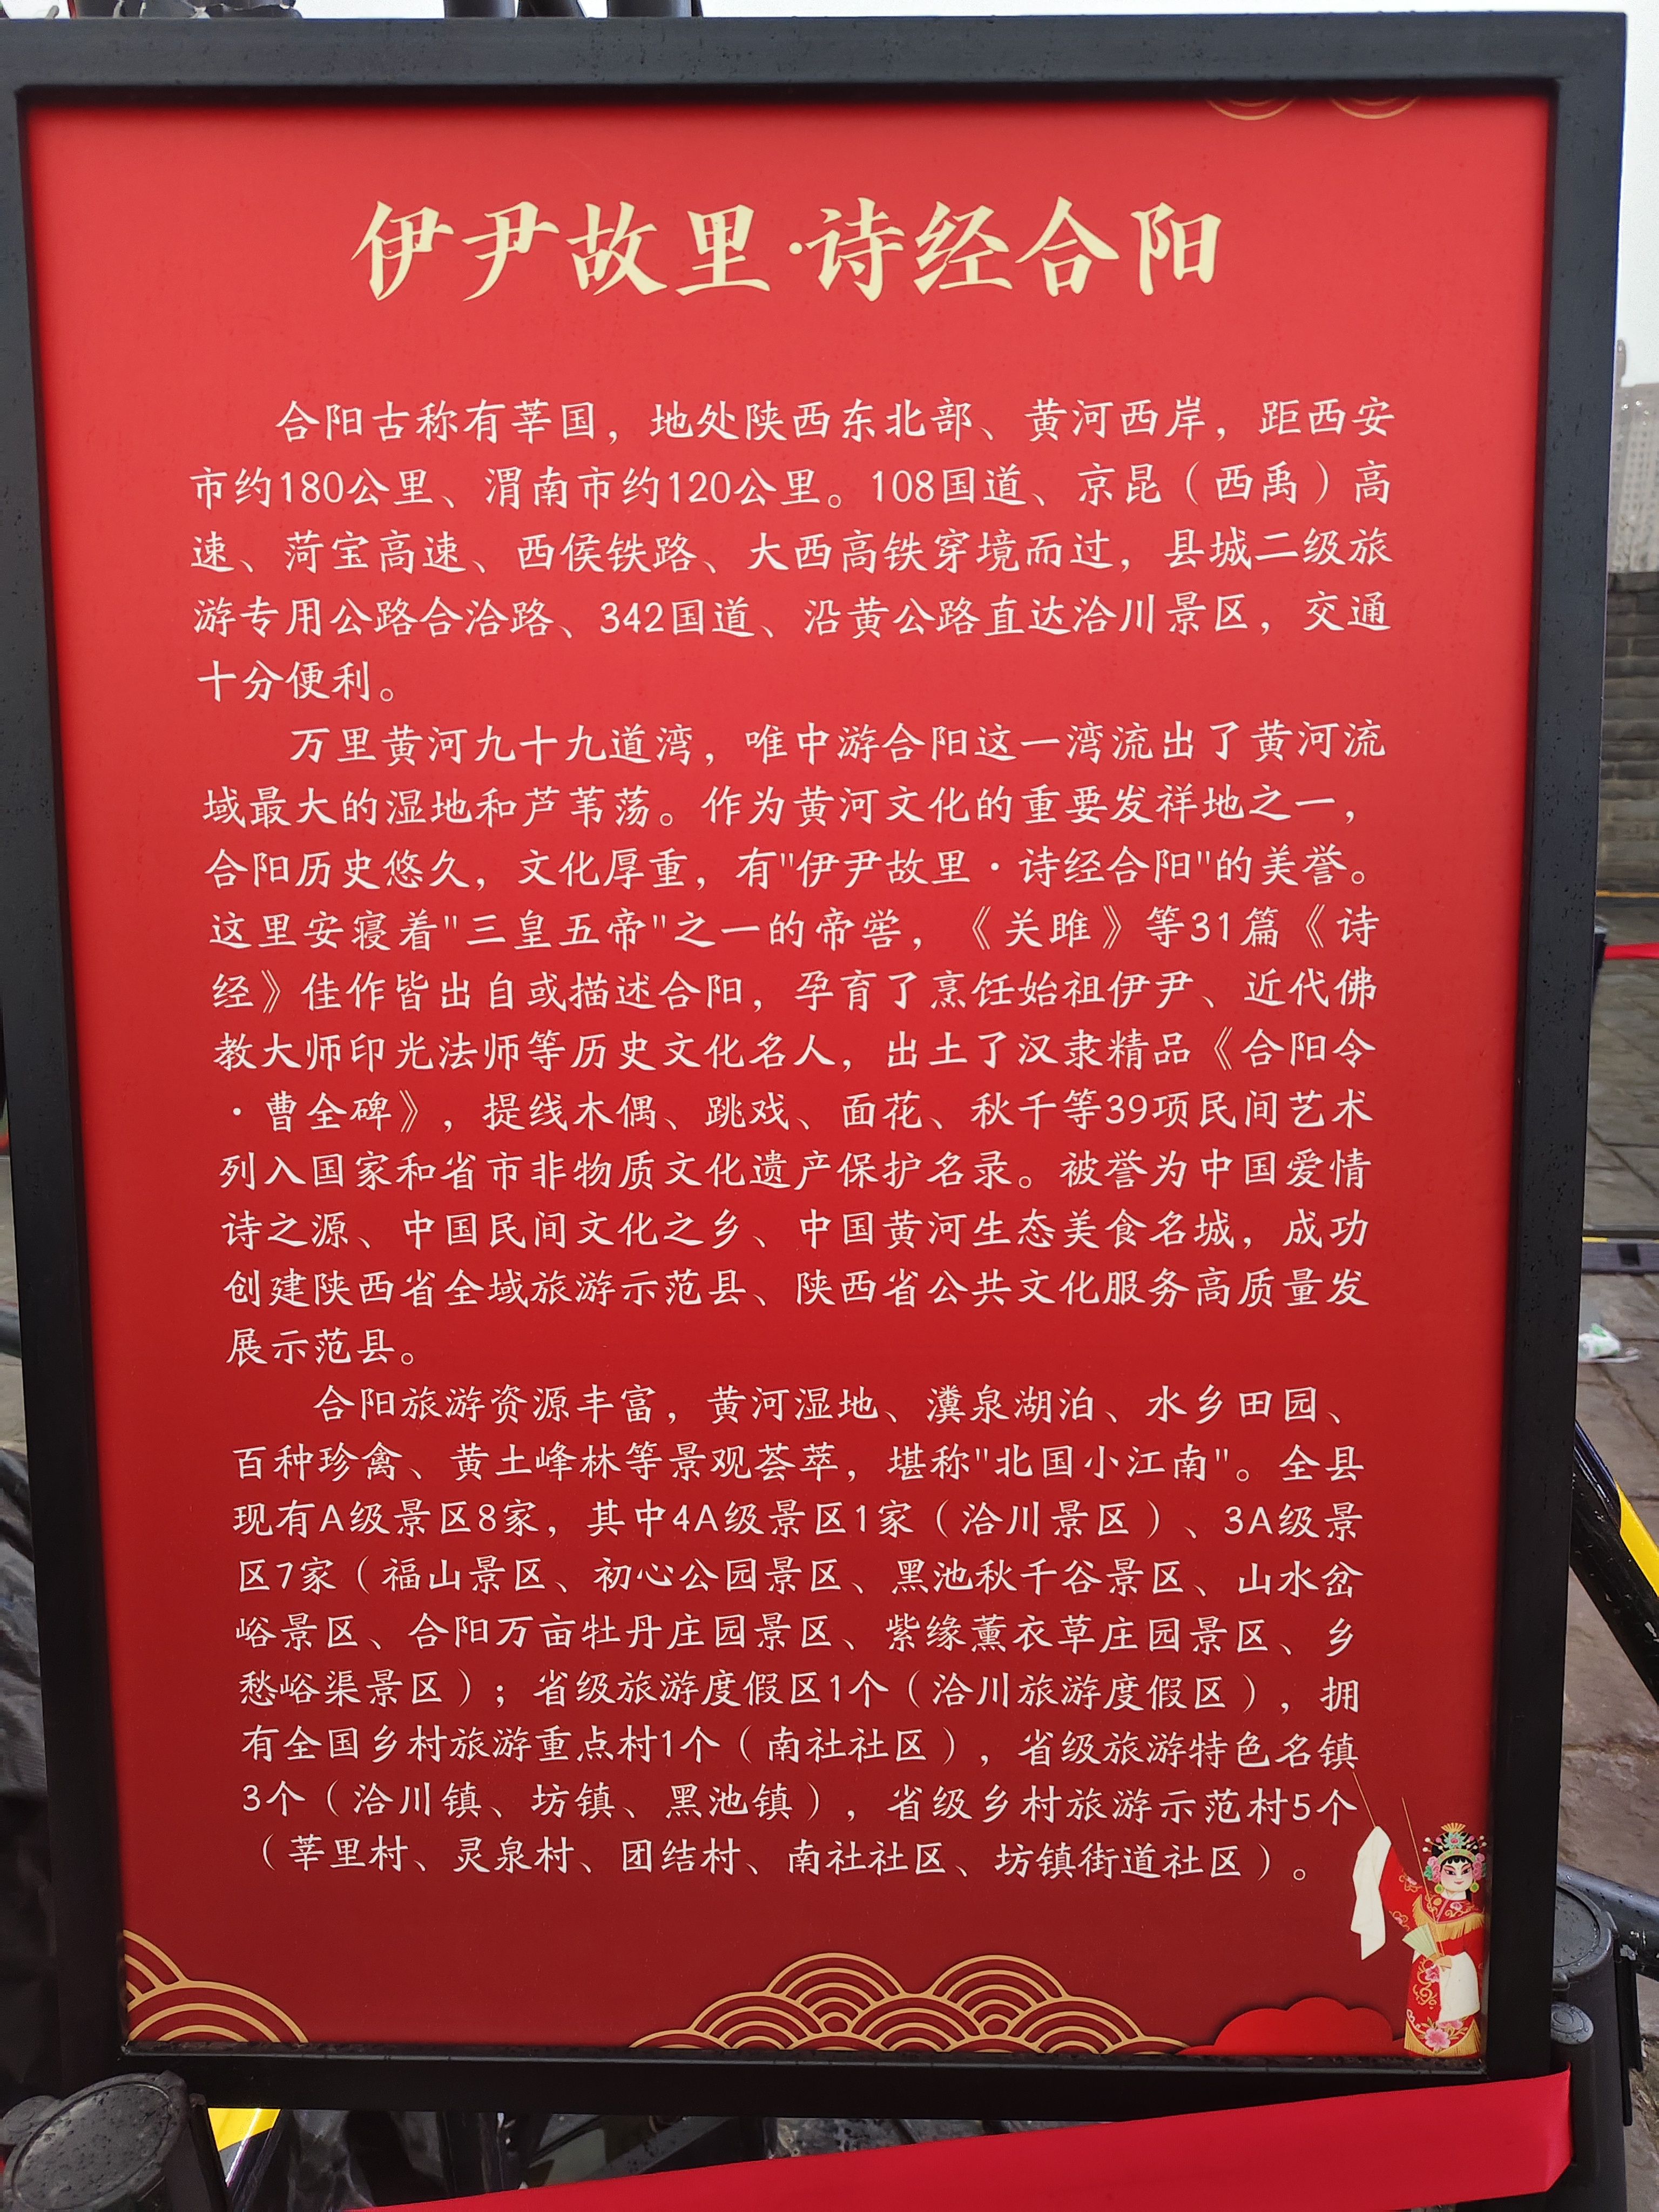 伊尹故里·诗经合阳
合阳古称有莘国，地处陕西东北部、黄河西岸，距西安
市约180公里、渭南市约120公里。108国道、京昆（西禹）高
速、菏宝高速、西侯铁路、大西高铁穿境而过，县城二级旅
游专用公路合洽路、342国道、沿黄公路直达洽川景区，交通
十分便利。
万里黄河九十九道湾，唯中游合阳这一湾流出了黄河流
域最大的湿地和芦苇荡。作为黄河文化的重要发祥地之一，
合阳历史悠久，文化厚重，有"伊尹故里·诗经合阳"的美誉。
这里安寝着"三皇五帝"之一的帝喾，《关雎》等31篇《诗
经》佳作皆出自或描述合阳，孕育了烹饪始祖伊尹、近代佛
教大师印光法师等历史文化名人，出土了汉隶精品《合阳令
·曹全碑》，提线木偶、跳戏、面花、秋千等39项民间艺术
列入国家和省市非物质文化遗产保护名录。被誉为中国爱情
诗之源、中国民间文化之乡、中国黄河生态美食名城，成功
创建陕西省全域旅游示范县、陕西省公共文化服务高质量发
展示范县。
合阳旅游资源丰富，黄河湿地、瀵泉湖泊、水乡田园、
百种珍禽、黄土峰林等景观荟萃，堪称"北国小江南"。全县
现有A级景区8家，其中4A级景区1家（洽川景区）、3A级景
区7家（福山景区、初心公园景区、黑池秋千谷景区、山水岔
峪景区、合阳万亩牡丹庄园景区、紫缘薰衣草庄园景区、乡
愁峪渠景区）；省级旅游度假区1个（洽川旅游度假区），拥
有全国乡村旅游重点村1个（南社社区），省级旅游特色名镇
3个（洽川镇、坊镇、黑池镇），省级乡村旅游示范村5个
（莘里村、灵泉村、团结村、南社社区、坊镇街道社区）。